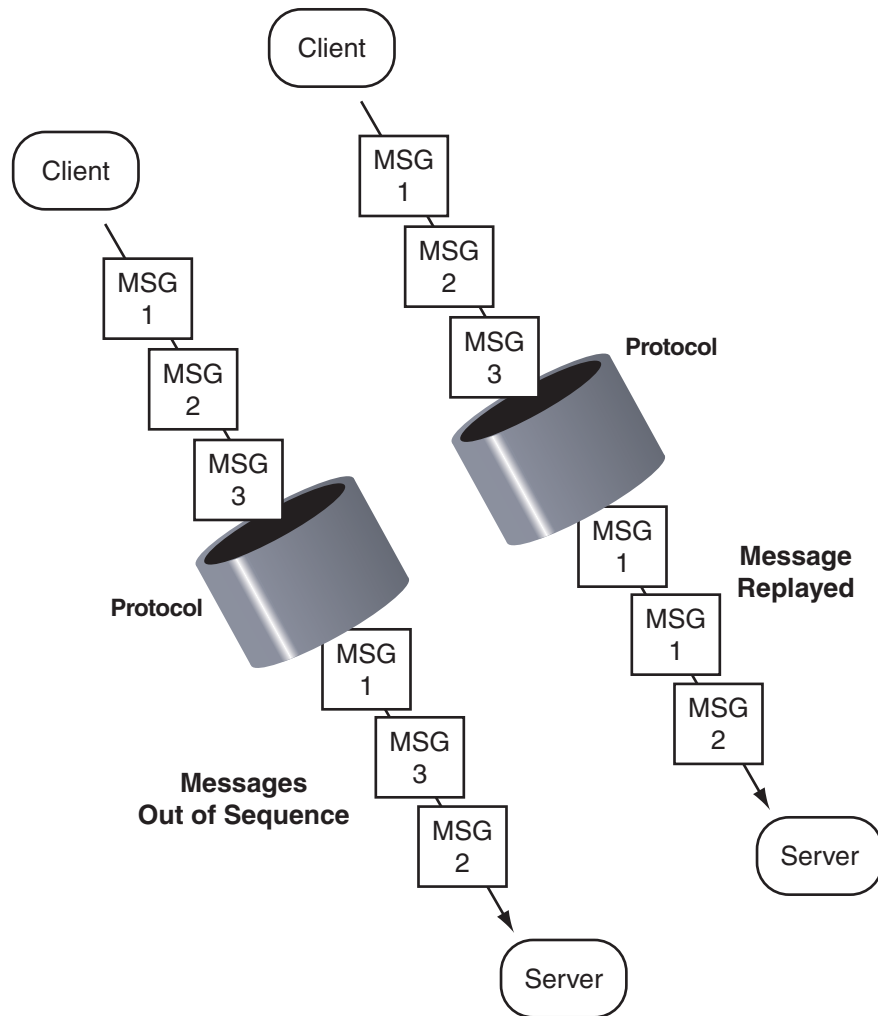 Client
MSG
1
MSG
2
MSG
3
Protocol
MSG
1
MSG
3
MSG
2
Messages
Out of Sequence
Server
Client
MSG
1
MSG
2
MSG
3
Protocol
MSG
1
MSG
1
MSG
2
Message
Replayed
Server